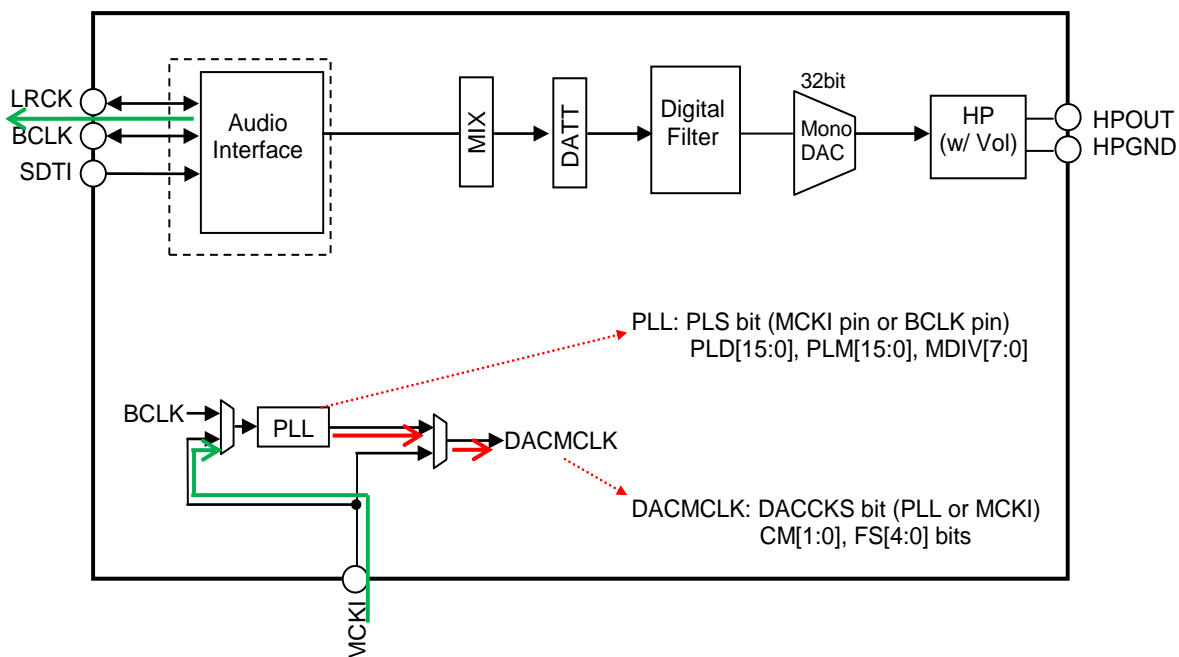 LRCK
BCLK
SDTI
Audio
Interface
MIX
DATT
Digital
Filter
32bit
Mono
DAC
HP
(w/ Vol)
HPOUT
HPGND
PLL: PLS bit (MCKI pin or BCLK pin)
PLD[15:0], PLM[15:0], MDIV[7:0]
BCLK
PLL
DACMCLK
DACMCLK: DACCKS bit (PLL or MCKI)
CM[1:0], FS[4:0] bits
MCKI